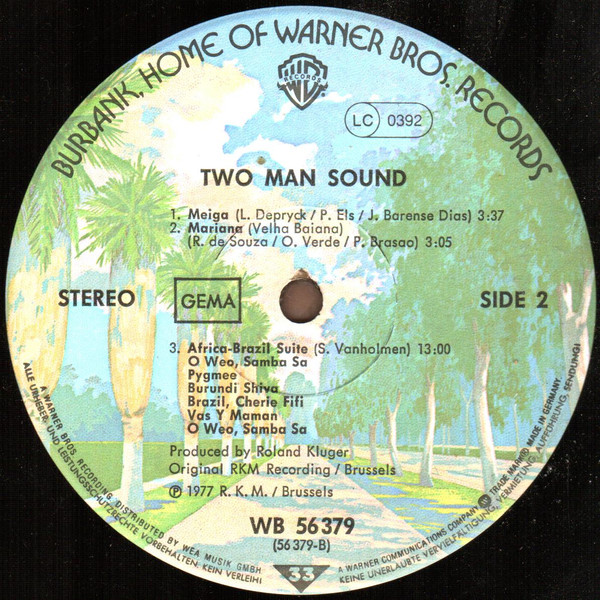 BURBANK, HOME OF WARNER BROS. RECORDS
WB
RECORDS
LC 0392
TWO MAN SOUND
1. Meiga (L. Depryck / P. Els / J. Barense Dias) 3:37
2. Mariana (Velha Baiana)
(R. de Souza / O. Verde / P. Brasao) 3:05
STEREO
GEMA
SIDE 2
3. Africa-Brazil Suite (S. Vanholmen) 13:00
O Weo, Samba Sa
Pygmee
Burundi Shiva
Brazil, Cherie Fifi
Vas Y Maman
O Weo, Samba Sa
Produced by Roland Kluger
Original RKM Recording / Brussels
℗ 1977 R. K. M. / Brussels
WB 56 379
(56 379-B)
33
A WARNER BROS. RECORDING DISTRIBUTED BY WEA MUSIK GMBH
ALLE URHEBER- UND LEISTUNGSSCHUTZRECHTE VORBEHALTEN. KEIN VERLEIH!
A WARNER COMMUNICATIONS COMPANY TRADE MARK MADE IN GERMANY
KEINE UNERLAUBTE VERVIELFÄLTIGUNG, VERMIETUNG, AUFFÜHRUNG, SENDUNG!